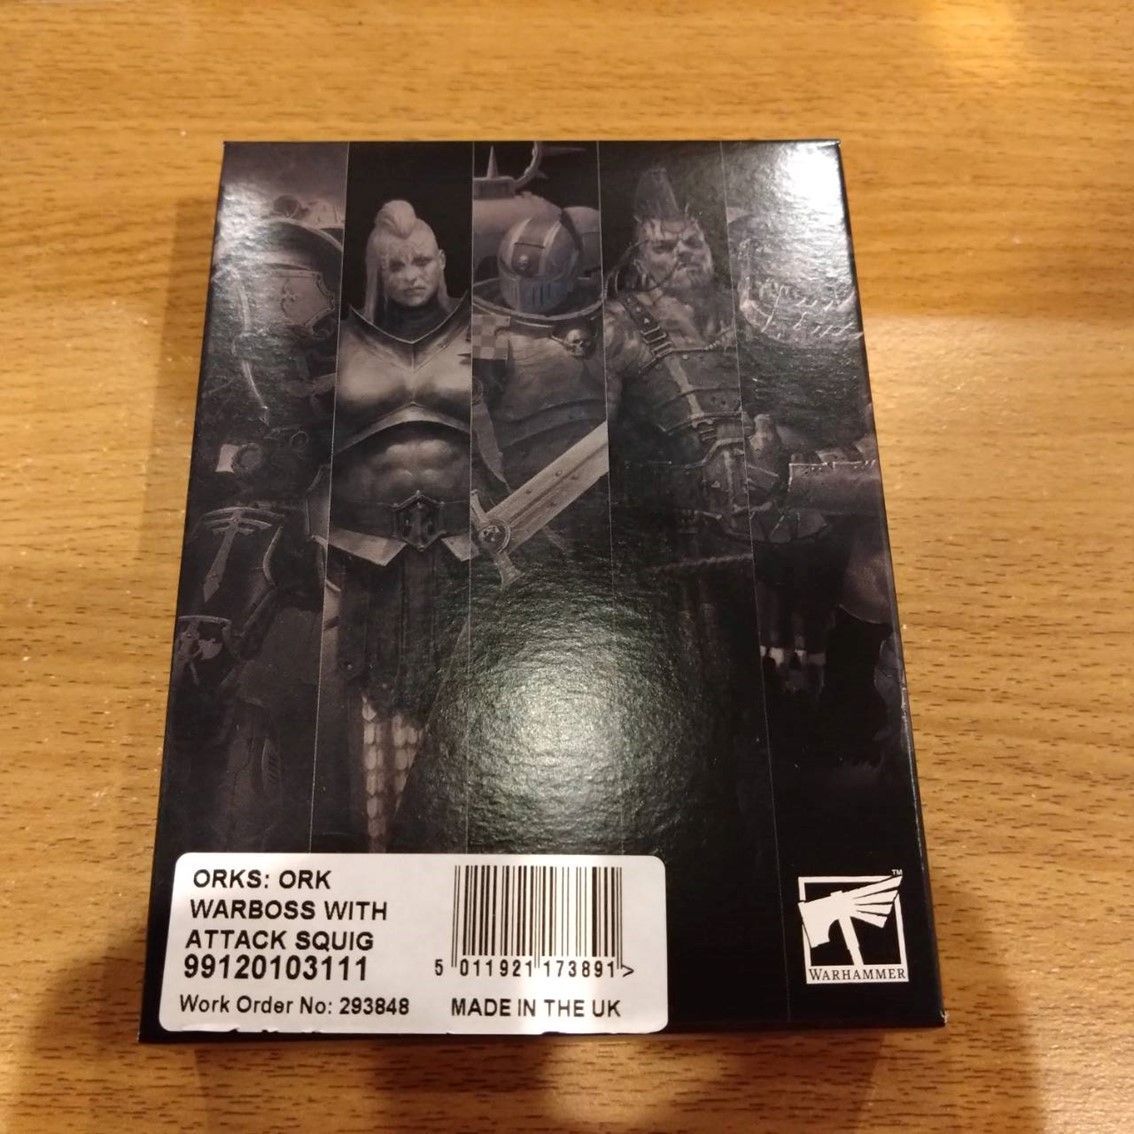 ORKS: ORK
WARBOSS WITH
ATTACK SQUIG
99120103111
Work Order No: 293848
5 011921 173891 >
MADE IN THE UK
TM
WARHAMMER